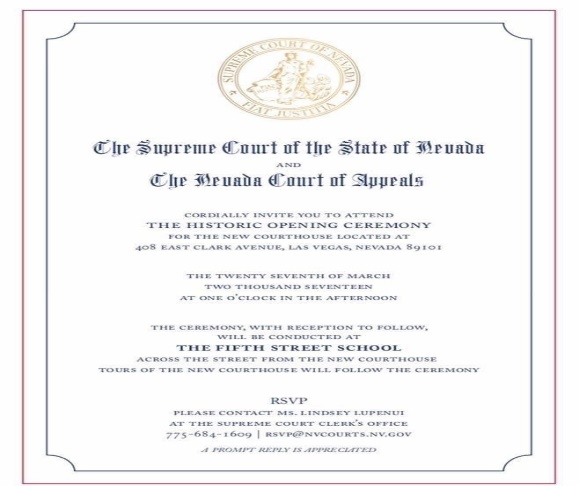 SUPREME COURT OF NEVADA
FIAT JUSTITIA
The Supreme Court of the State of Nevada
AND
The Nevada Court of Appeals
CORDIALLY INVITE YOU TO ATTEND
THE HISTORIC OPENING CEREMONY
FOR THE NEW COURTHOUSE LOCATED AT
408 EAST CLARK AVENUE, LAS VEGAS, NEVADA 89101
THE TWENTY SEVENTH OF MARCH
TWO THOUSAND SEVENTEEN
AT ONE O'CLOCK IN THE AFTERNOON
THE CEREMONY, WITH RECEPTION TO FOLLOW,
WILL BE CONDUCTED AT
THE FIFTH STREET SCHOOL
ACROSS THE STREET FROM THE NEW COURTHOUSE
TOURS OF THE NEW COURTHOUSE WILL FOLLOW THE CEREMONY
RSVP
PLEASE CONTACT MS. LINDSEY LUPENUI
AT THE SUPREME COURT CLERK'S OFFICE
775-684-1609 | RSVP@NVCOURTS.NV.GOV
A PROMPT REPLY IS APPRECIATED